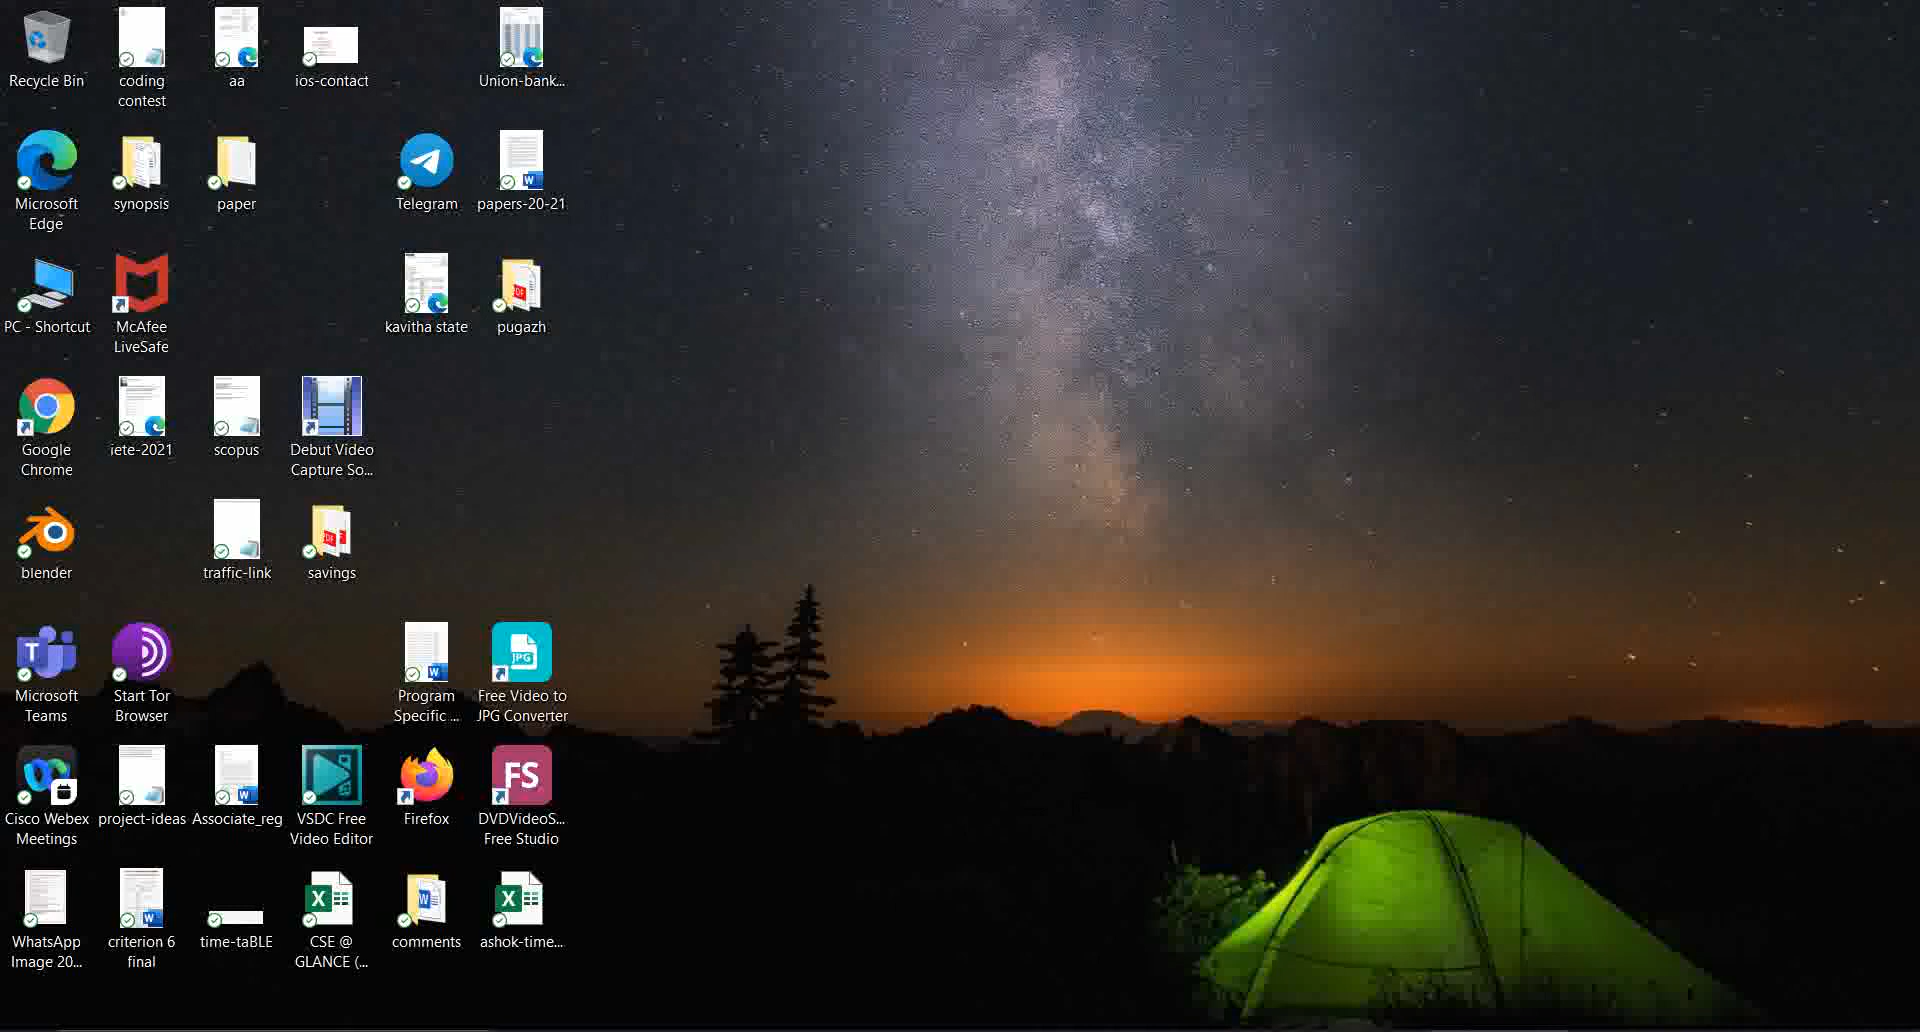 Recycle Bin
coding
contest
aa
ios-contact
Union-bank...
Microsoft
Edge
synopsis
paper
Telegram
papers-20-21
PC - Shortcut
McAfee
LiveSafe
kavitha state
pugazh
Google
Chrome
iete-2021
scopus
Debut Video
Capture So...
blender
traffic-link
savings
Microsoft
Teams
Start Tor
Browser
Program
Specific ...
Free Video to
JPG Converter
Cisco Webex
Meetings
project-ideas
Associate_reg
VSDC Free
Video Editor
Firefox
DVDVideoS...
Free Studio
WhatsApp
Image 20...
criterion 6
final
time-taBLE
CSE @
GLANCE (...
comments
ashok-time...
W
PDF
PDF
T
W
JPG
W
FS
W
X
W
X